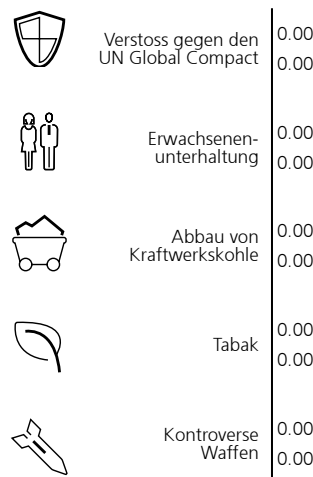 Verstoss gegen den
UN Global Compact
0.00
0.00
Erwachsenen-
unterhaltung
0.00
0.00
Abbau von
Kraftwerkskohle
0.00
0.00
Tabak
0.00
0.00
Kontroverse
Waffen
0.00
0.00